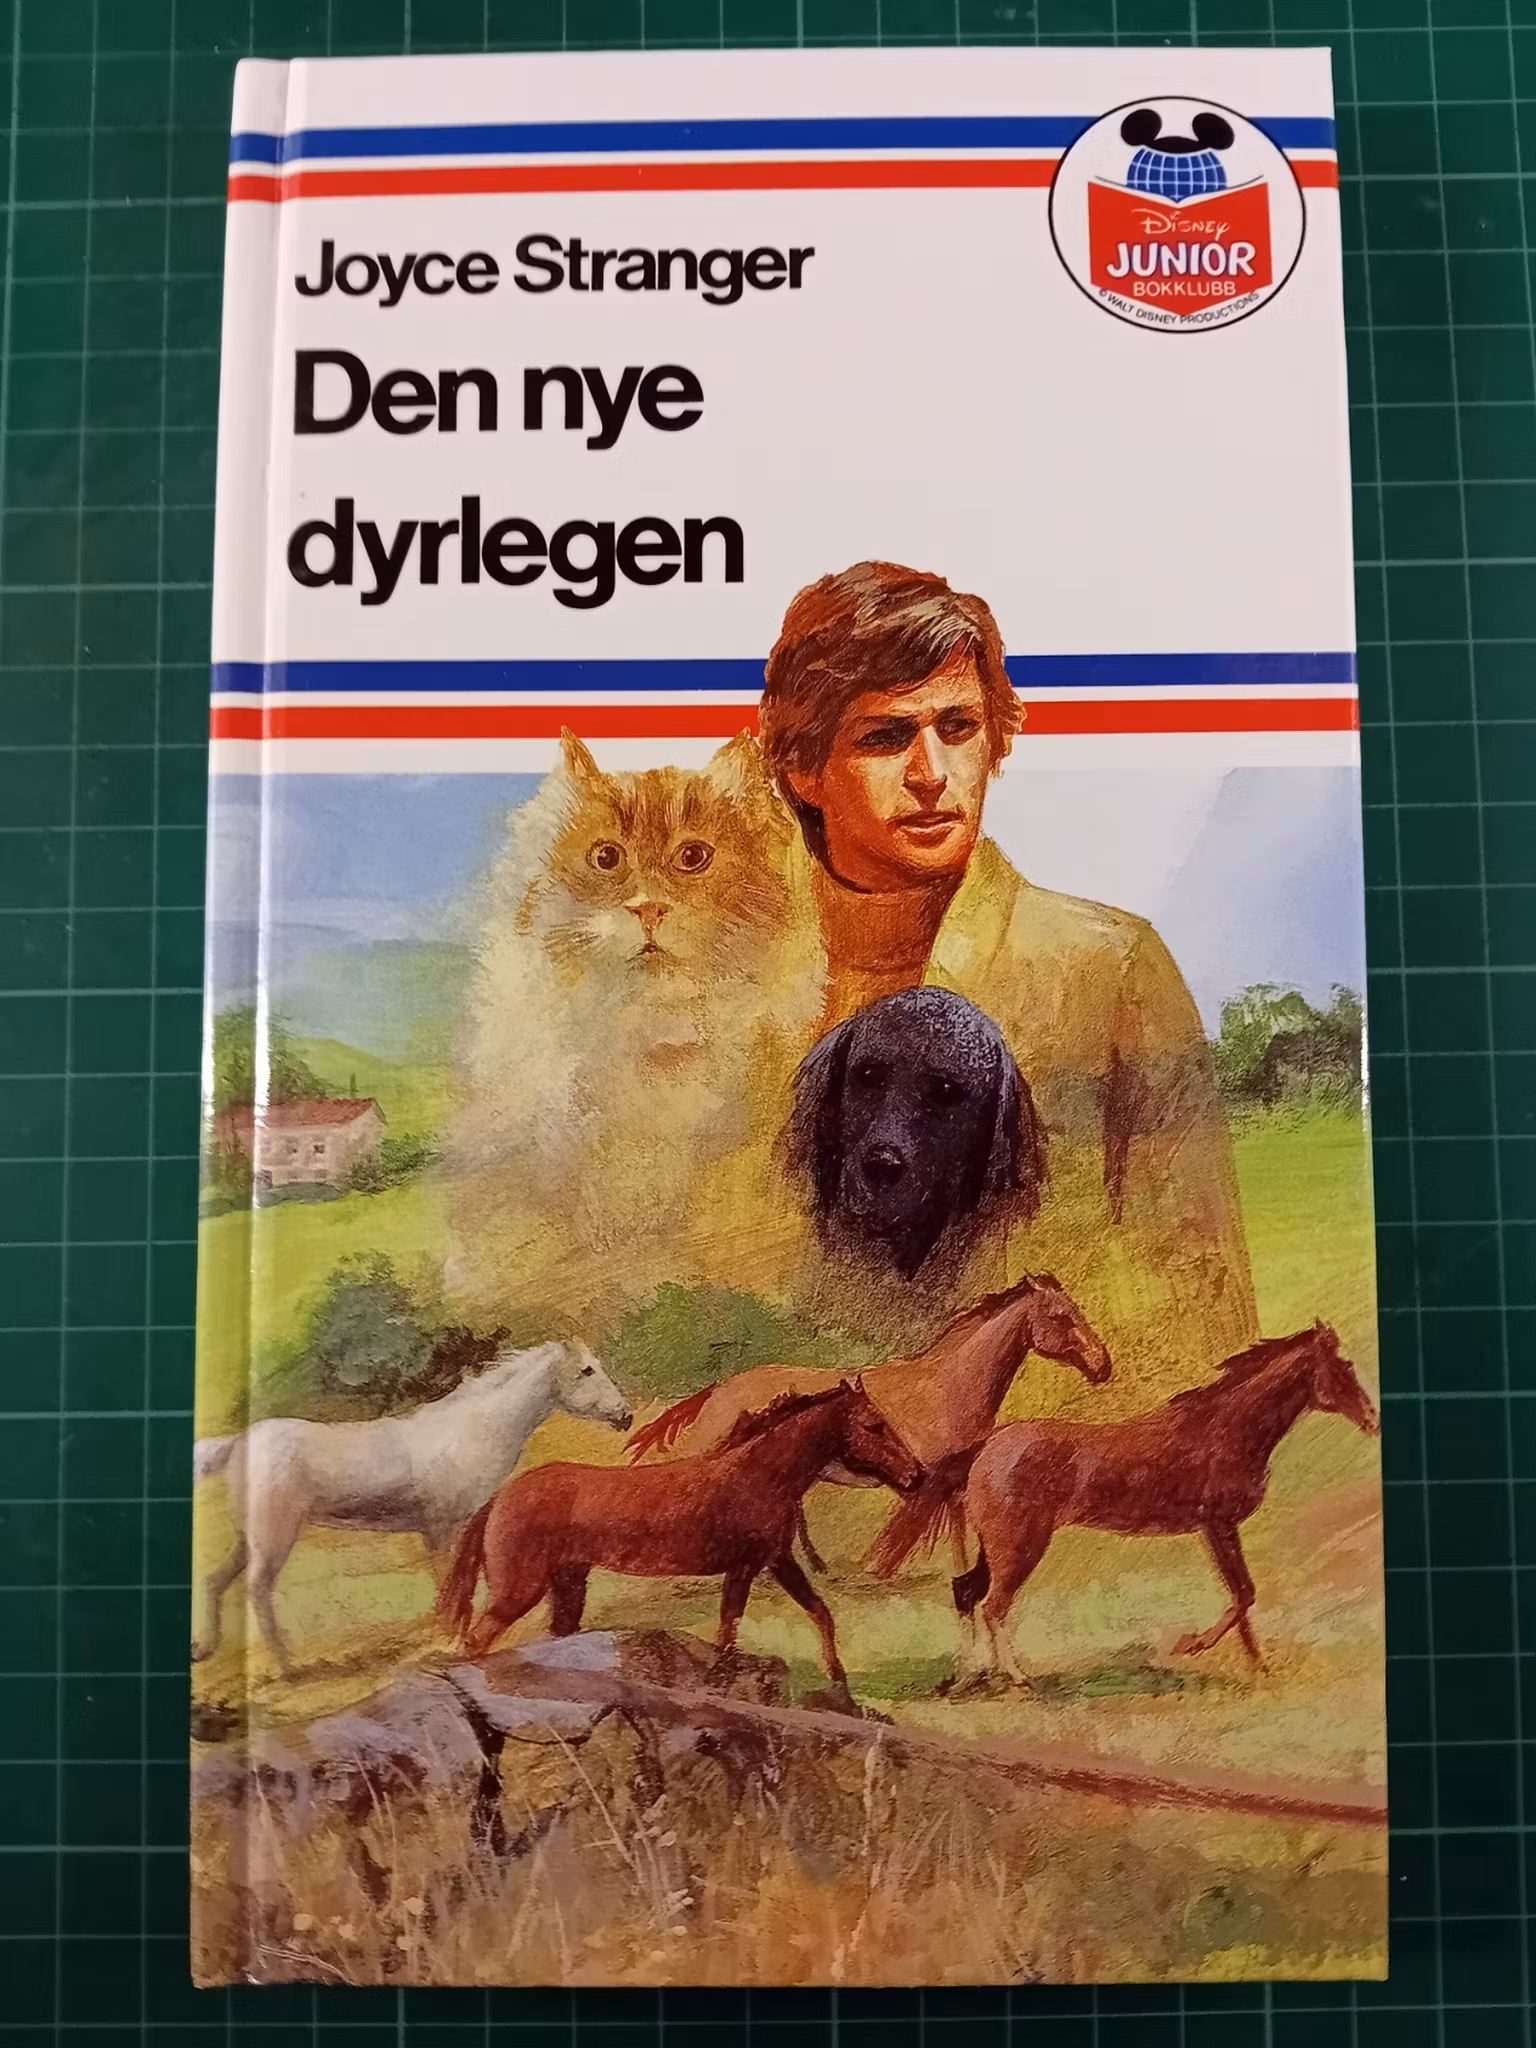 Joyce Stranger
Den nye
dyrlegen
Disney
JUNIOR
BOKKLUBB
© WALT DISNEY PRODUCTIONS